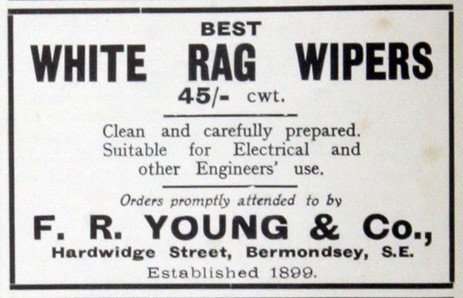 BEST
WHITE RAG WIPERS
45/- cwt.
Clean and carefully prepared.
Suitable for Electrical and
other Engineers' use.
Orders promptly attended to by
F. R. YOUNG & Co.,
Hardwidge Street, Bermondsey, S.E.
Established 1899.